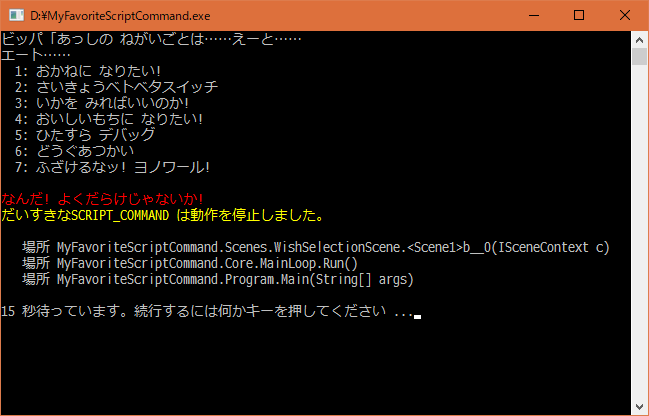 D:¥MyFavoriteScriptCommand.exe
ビッパ「あっしの ねがいごとは……えーと……
エート……
1: おかねに なりたい!
2: さいきょうベトベタスイッチ
3: いかを みればいいのか!
4: おいしいもちに なりたい!
5: ひたすら デバッグ
6: どうぐあつかい
7: ふざけるなッ! ヨノワール!
なんだ! よくだらけじゃないか!
だいすきなSCRIPT_COMMAND は動作を停止しました。
場所 MyFavoriteScriptCommand.Scenes.WishSelectionScene.<Scene1>b__0(ISceneContext c)
場所 MyFavoriteScriptCommand.Core.MainLoop.Run()
場所 MyFavoriteScriptCommand.Program.Main(String[] args)
15 秒待っています。続行するには何かキーを押してください ...